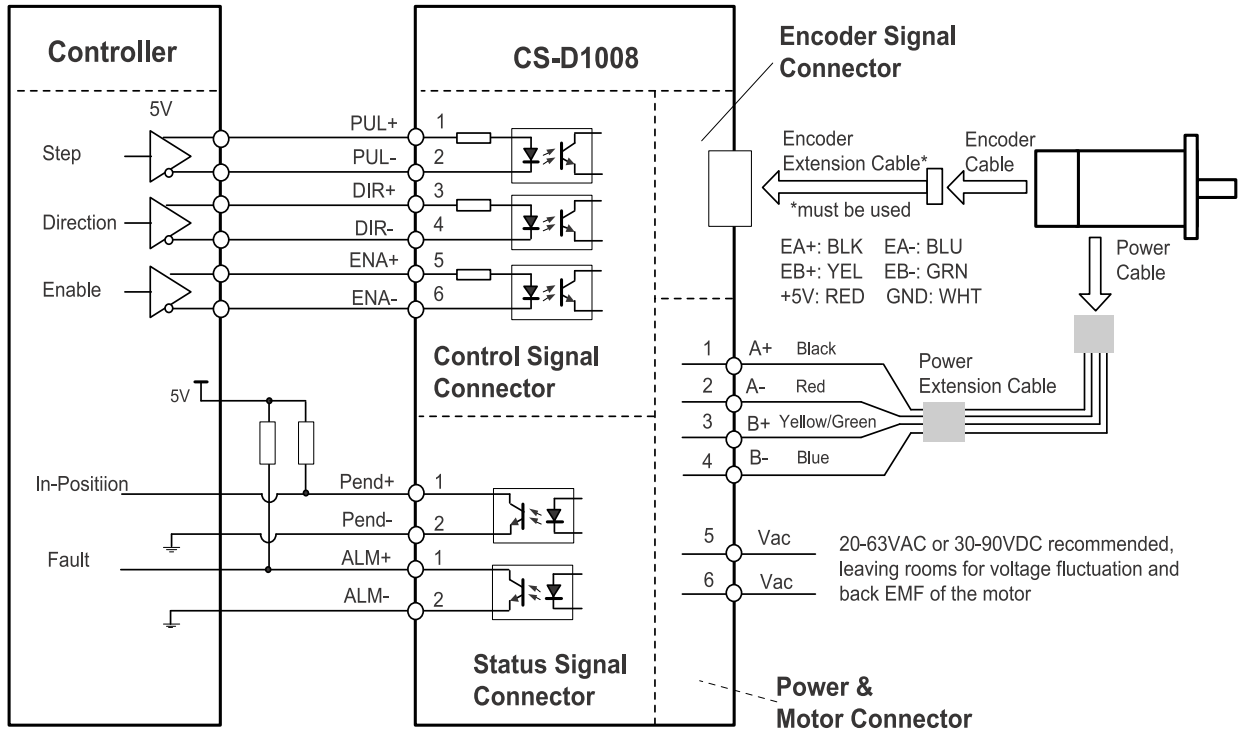 Controller
CS-D1008
Encoder Signal
Connector
5V
Step
Direction
Enable
PUL+
1
PUL-
2
DIR+
3
DIR-
4
ENA+
5
ENA-
6
Control Signal
Connector
Encoder
Extension Cable*
*must be used
Encoder
Cable
EA+: BLK EA-: BLU
EB+: YEL EB-: GRN
+5V: RED GND: WHT
Power
Cable
1 A+ Black
2 A- Red
3 B+ Yellow/Green
4 B- Blue
Power
Extension Cable
5V
In-Positiion
Fault
Pend+
1
Pend-
2
ALM+
1
ALM-
2
5 Vac
6 Vac
20-63VAC or 30-90VDC recommended,
leaving rooms for voltage fluctuation and
back EMF of the motor
Status Signal
Connector
Power &
Motor Connector